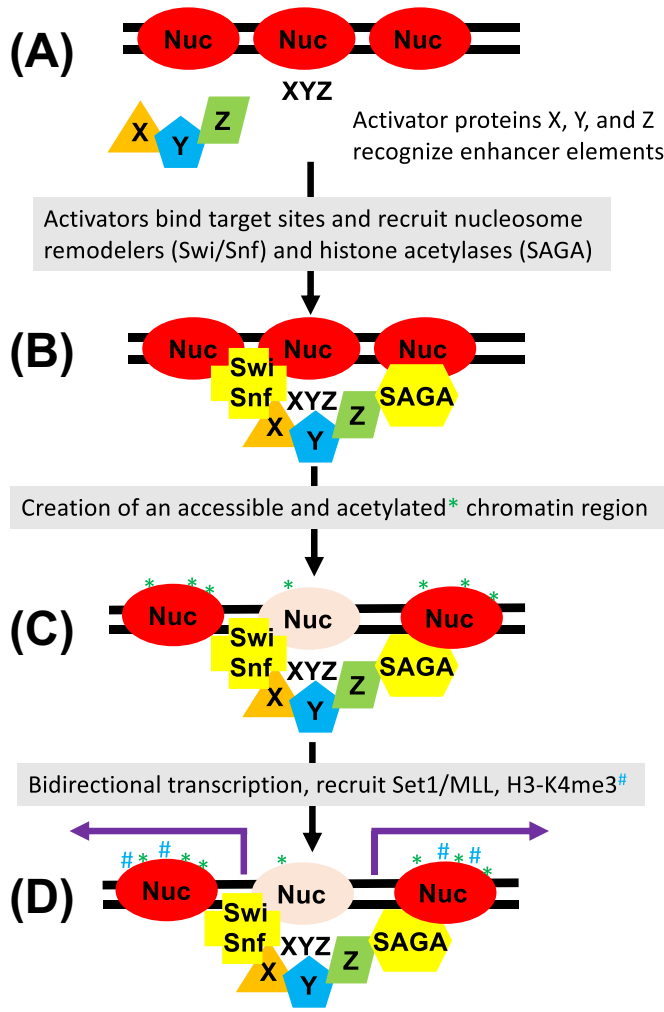 (A)
Nuc Nuc Nuc
XYZ
X Y Z
Activator proteins X, Y, and Z
recognize enhancer elements
Activators bind target sites and recruit nucleosome
remodelers (Swi/Snf) and histone acetylases (SAGA)
(B)
Nuc Nuc Nuc
Swi
Snf
XYZ
SAGA
X Y Z
Creation of an accessible and acetylated* chromatin region
* * * * * * *
(C)
Nuc Nuc Nuc
Swi
Snf
XYZ
SAGA
X Y Z
Bidirectional transcription, recruit Set1/MLL, H3-K4me3#
# * # * * * * # * # *
(D)
Nuc Nuc Nuc
Swi
Snf
XYZ
SAGA
X Y Z